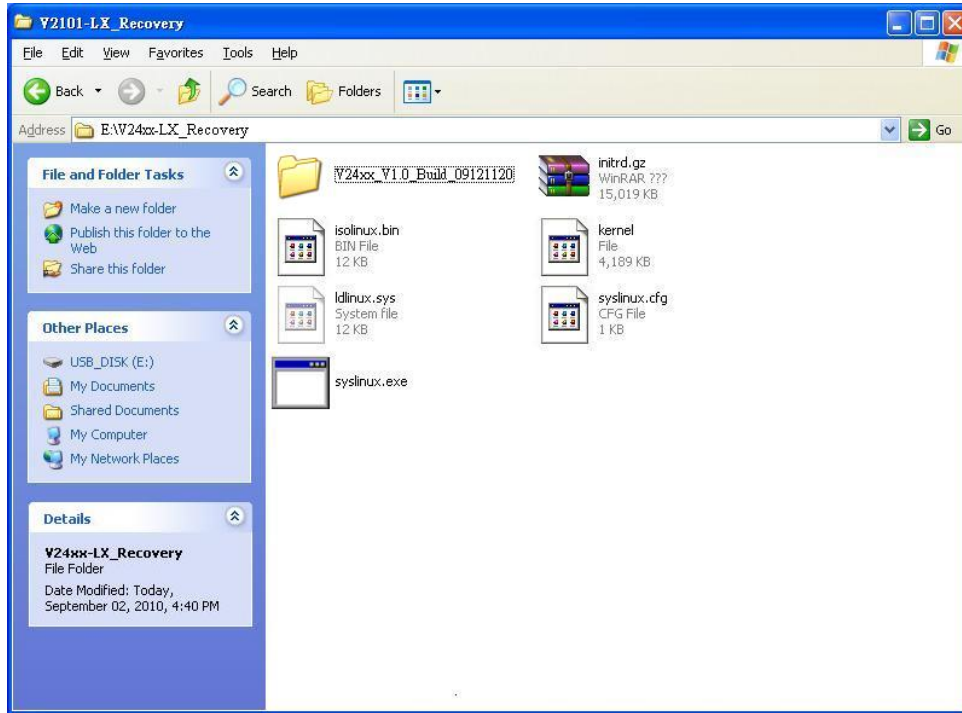 V2101-LX_Recovery
File Edit View Favorites Tools Help
Back Search Folders
Address E:\V24xx-LX_Recovery Go
File and Folder Tasks
Make a new folder
Publish this folder to the
Web
Share this folder
Other Places
USB_DISK (E:)
My Documents
Shared Documents
My Computer
My Network Places
Details
V24xx-LX_Recovery
File Folder
Date Modified: Today,
September 02, 2010, 4:40 PM
V24xx_V1.0_Build_09121120
initrd.gz
WinRAR ???
15,019 KB
isolinux.bin
BIN File
12 KB
kernel
File
4,189 KB
ldlinux.sys
System file
12 KB
syslinux.cfg
CFG File
1 KB
syslinux.exe